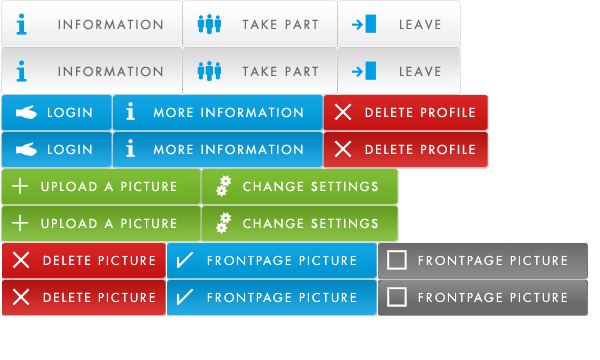 INFORMATION TAKE PART LEAVE
INFORMATION TAKE PART LEAVE
LOGIN MORE INFORMATION DELETE PROFILE
LOGIN MORE INFORMATION DELETE PROFILE
UPLOAD A PICTURE CHANGE SETTINGS
UPLOAD A PICTURE CHANGE SETTINGS
DELETE PICTURE FRONTPAGE PICTURE FRONTPAGE PICTURE
DELETE PICTURE FRONTPAGE PICTURE FRONTPAGE PICTURE